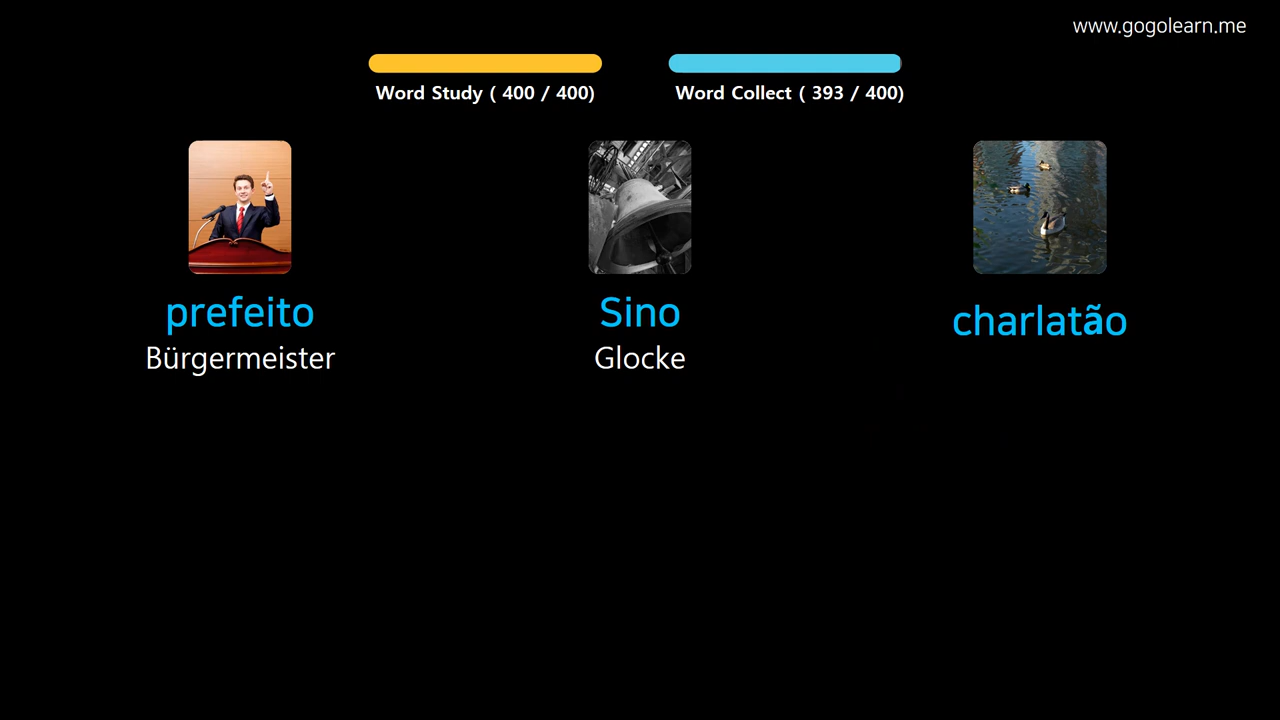 www.gogolearn.me
Word Study ( 400 / 400)
Word Collect ( 393 / 400)
prefeito
Bürgermeister
Sino
Glocke
charlatão